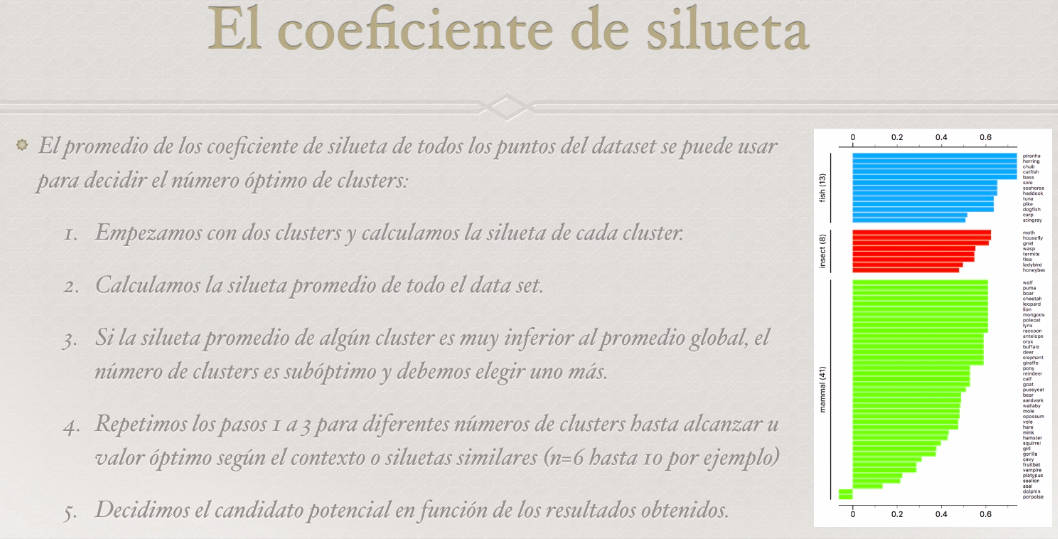 El coeficiente de silueta
El promedio de los coeficiente de silueta de todos los puntos del dataset se puede usar
para decidir el número óptimo de clusters:
1. Empezamos con dos clusters y calculamos la silueta de cada cluster.
2. Calculamos la silueta promedio de todo el data set.
3. Si la silueta promedio de algún cluster es muy inferior al promedio global, el
número de clusters es subóptimo y debemos elegir uno más.
4. Repetimos los pasos 1 a 3 para diferentes números de clusters hasta alcanzar u
valor óptimo según el contexto o siluetas similares (n=6 hasta 10 por ejemplo)
5. Decidimos el candidato potencial en función de los resultados obtenidos.
0 0.2 0.4 0.6
fish (13)
piranha
herring
chub
catfish
bass
sole
seahorse
haddock
tuna
pike
dogfish
carp
stingray
insect (8)
moth
housefly
gnat
wasp
termite
flea
ladybird
honeybee
mammal (41)
wolf
puma
boar
cheetah
leopard
lion
mongoose
polecat
lynx
raccoon
antelope
oryx
buffalo
deer
elephant
giraffe
pony
reindeer
calf
goat
pussycat
bear
aardvark
wallaby
mole
opossum
vole
hare
mink
hamster
squirrel
girl
gorilla
cavy
fruitbat
vampire
platypus
sealion
seal
dolphin
porpoise
0 0.2 0.4 0.6